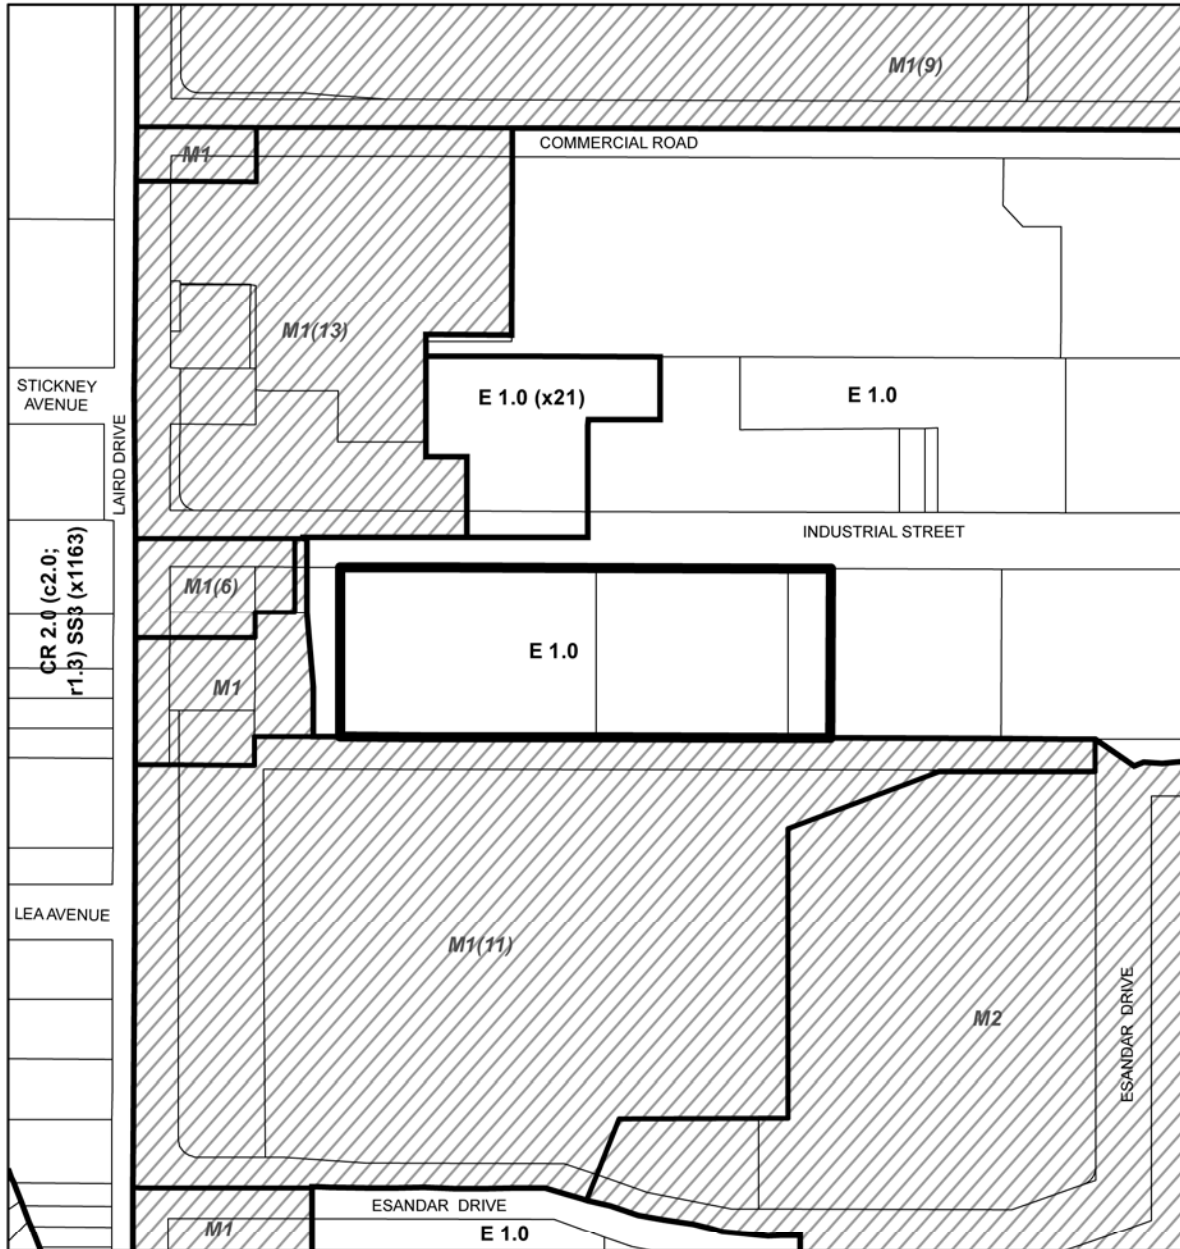 M1(9)
COMMERCIAL ROAD
M1
M1(13)
STICKNEY
AVENUE
E 1.0 (x21)
E 1.0
LAIRD DRIVE
INDUSTRIAL STREET
CR 2.0 (c2.0;
r1.3) SS3 (x1163)
M1(6)
E 1.0
M1
LEA AVENUE
M1(11)
M2
ESANDAR DRIVE
ESANDAR DRIVE
M1
E 1.0